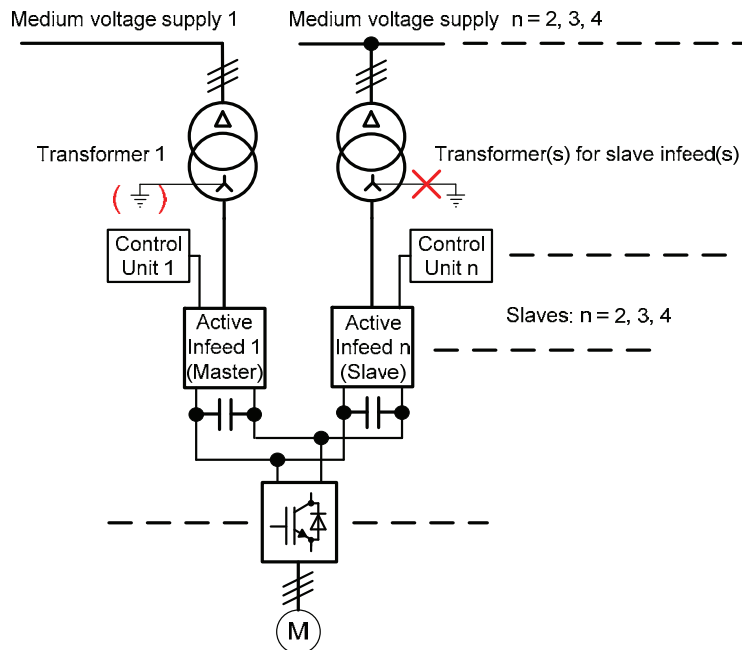 Medium voltage supply 1
Medium voltage supply n = 2, 3, 4
Transformer 1
Transformer(s) for slave infeed(s)
( )
Control
Unit 1
Control
Unit n
Active
Infeed 1
(Master)
Active
Infeed n
(Slave)
Slaves: n = 2, 3, 4
M